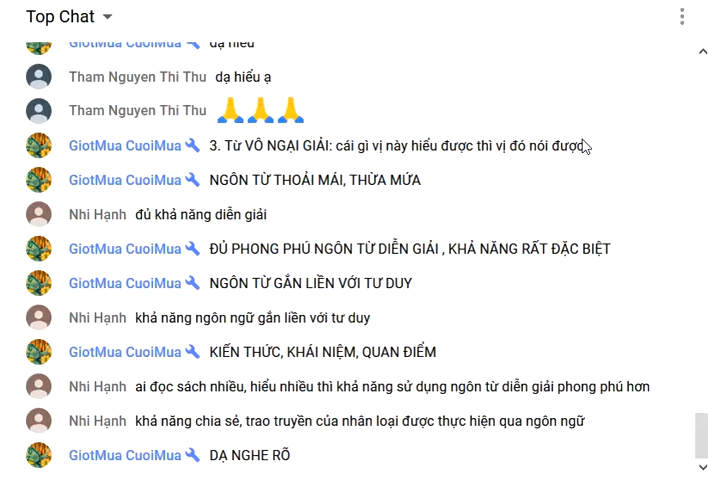 Top Chat
GiotMua CuoiMua dạ hiểu
Tham Nguyen Thi Thu dạ hiểu ạ
Tham Nguyen Thi Thu 🙏🙏🙏
GiotMua CuoiMua 3. Từ VÔ NGẠI GIẢI: cái gì vị này hiểu được thì vị đó nói được
GiotMua CuoiMua NGÔN TỪ THOẢI MÁI, THỪA MỨA
Nhi Hạnh đủ khả năng diễn giải
GiotMua CuoiMua ĐỦ PHONG PHÚ NGÔN TỪ DIỄN GIẢI , KHẢ NĂNG RẤT ĐẶC BIỆT
GiotMua CuoiMua NGÔN TỪ GẮN LIỀN VỚI TƯ DUY
Nhi Hạnh khả năng ngôn ngữ gắn liền với tư duy
GiotMua CuoiMua KIẾN THỨC, KHÁI NIỆM, QUAN ĐIỂM
Nhi Hạnh ai đọc sách nhiều, hiểu nhiều thì khả năng sử dụng ngôn từ diễn giải phong phú hơn
Nhi Hạnh khả năng chia sẻ, trao truyền của nhân loại được thực hiện qua ngôn ngữ
GiotMua CuoiMua DẠ NGHE RÕ